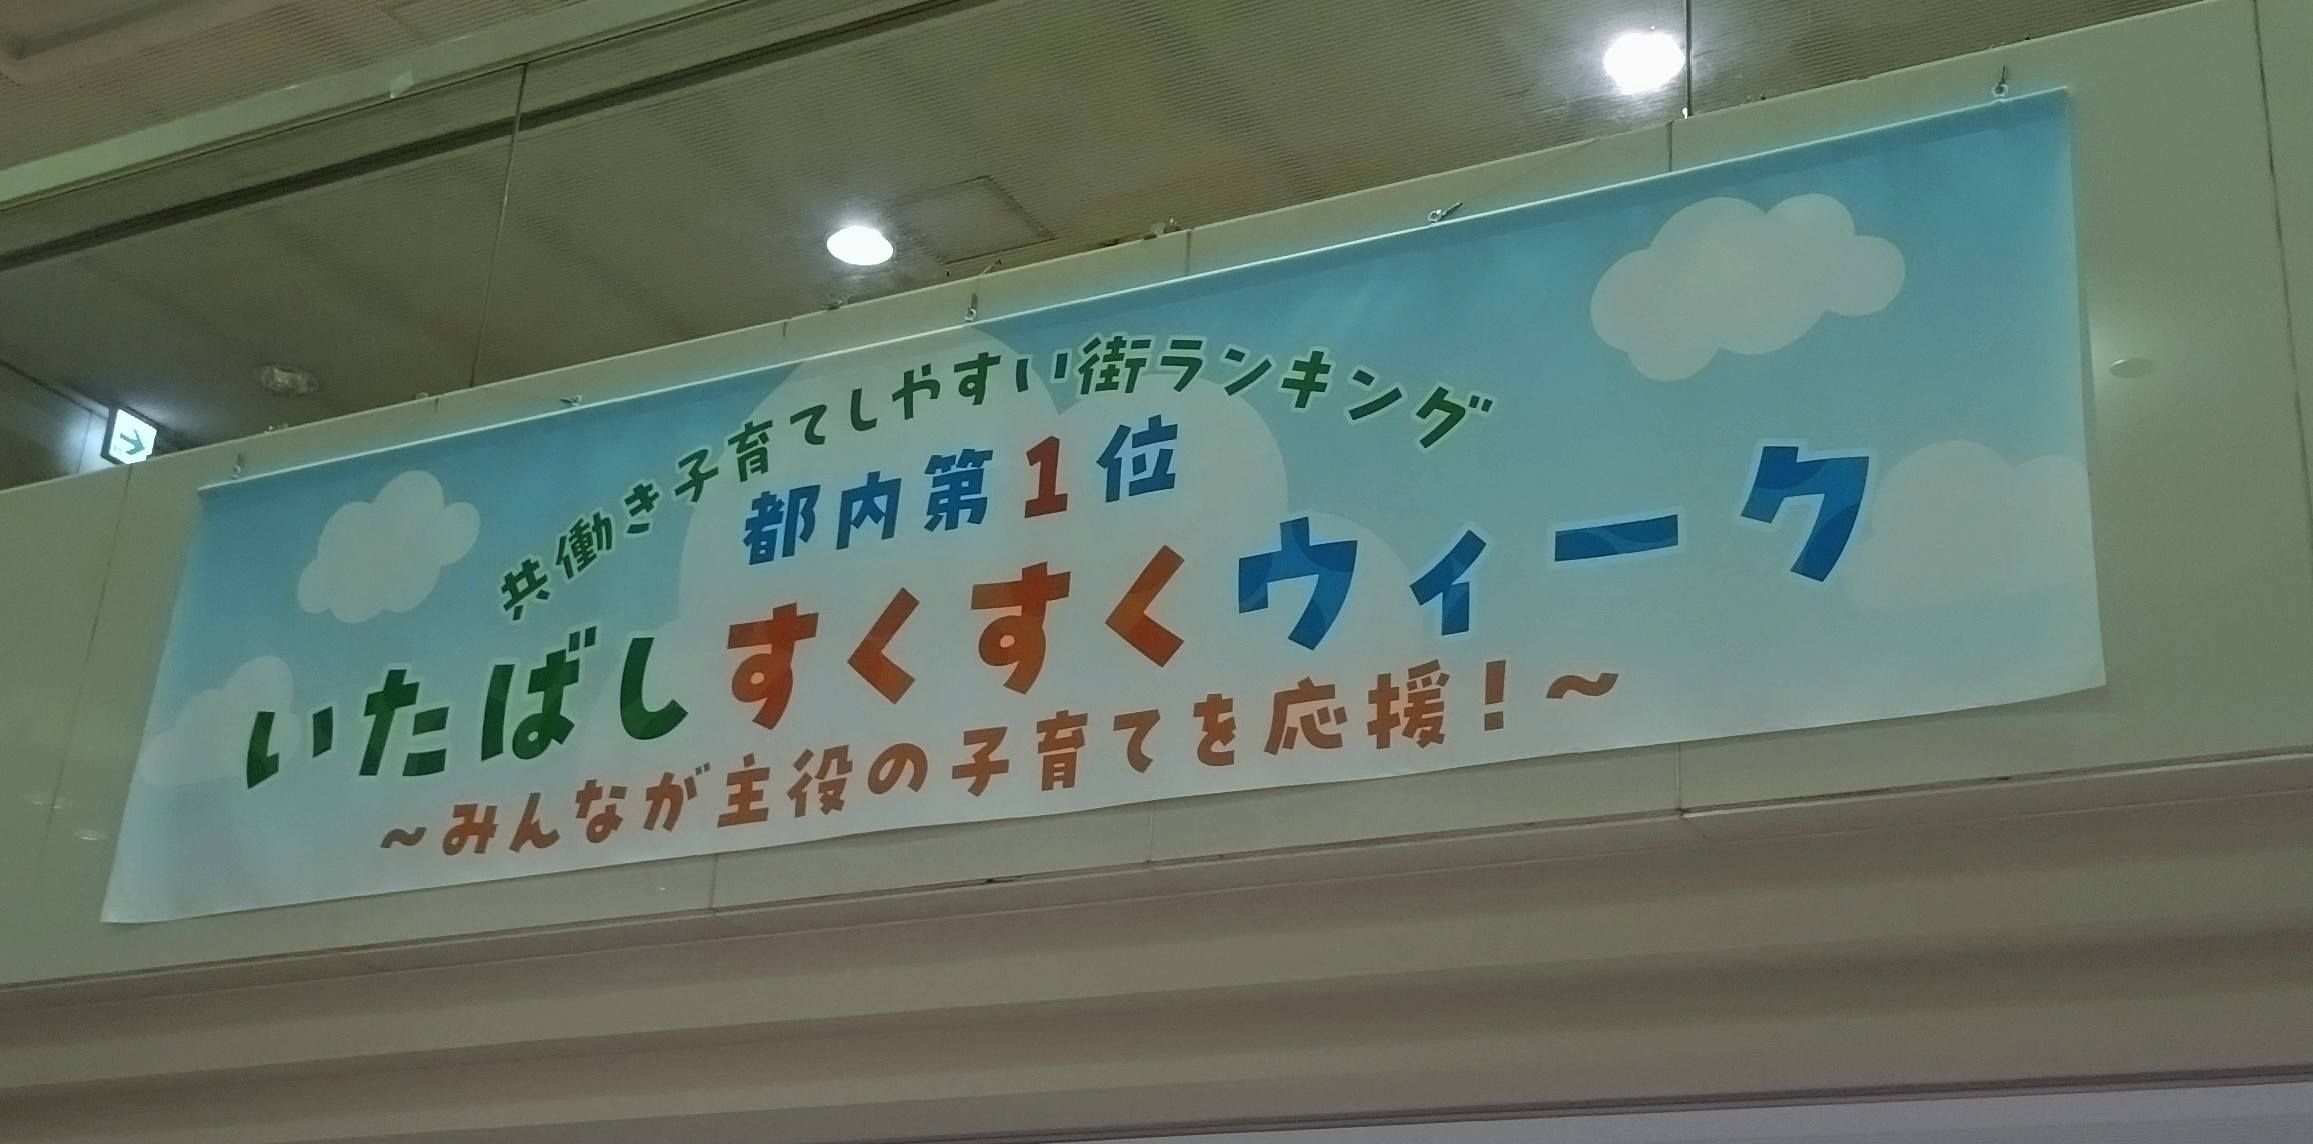 共働き子育てしやすい街ランキング
都内第1位
いたばしすくすくウィーク
～みんなが主役の子育てを応援！～